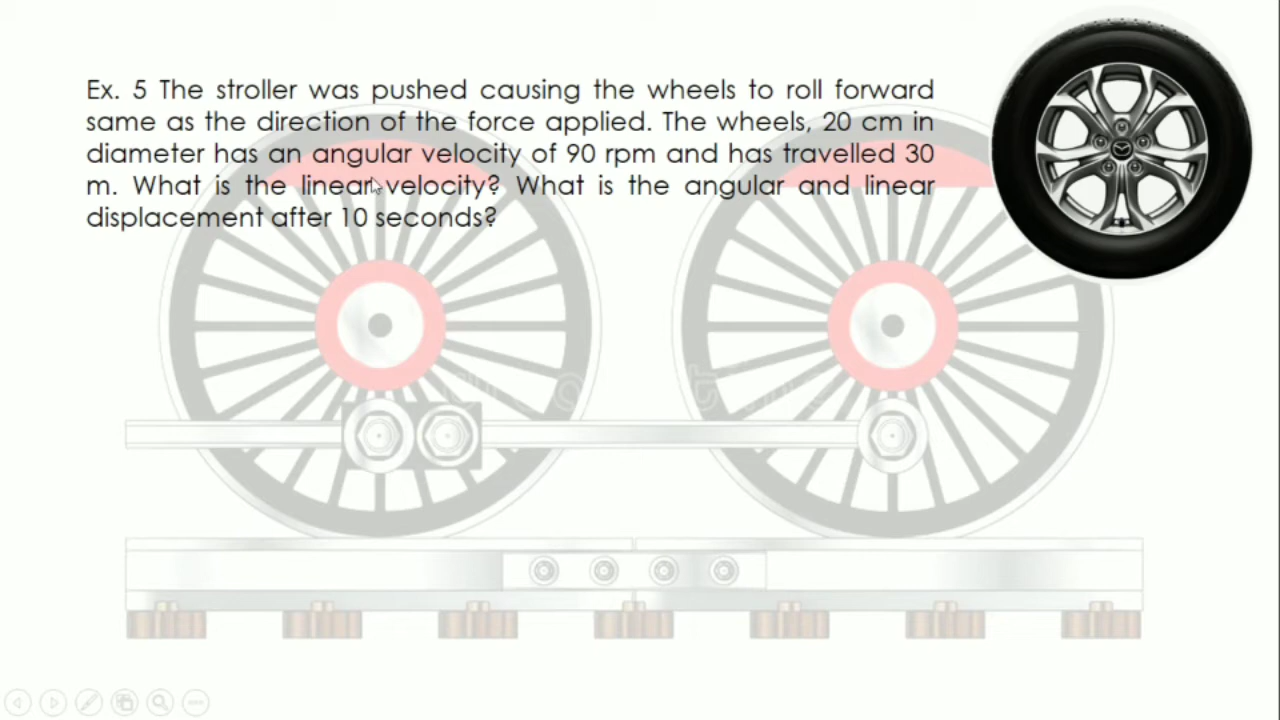 Ex. 5 The stroller was pushed causing the wheels to roll forward
same as the direction of the force applied. The wheels, 20 cm in
diameter has an angular velocity of 90 rpm and has travelled 30
m. What is the linear velocity? What is the angular and linear
displacement after 10 seconds?